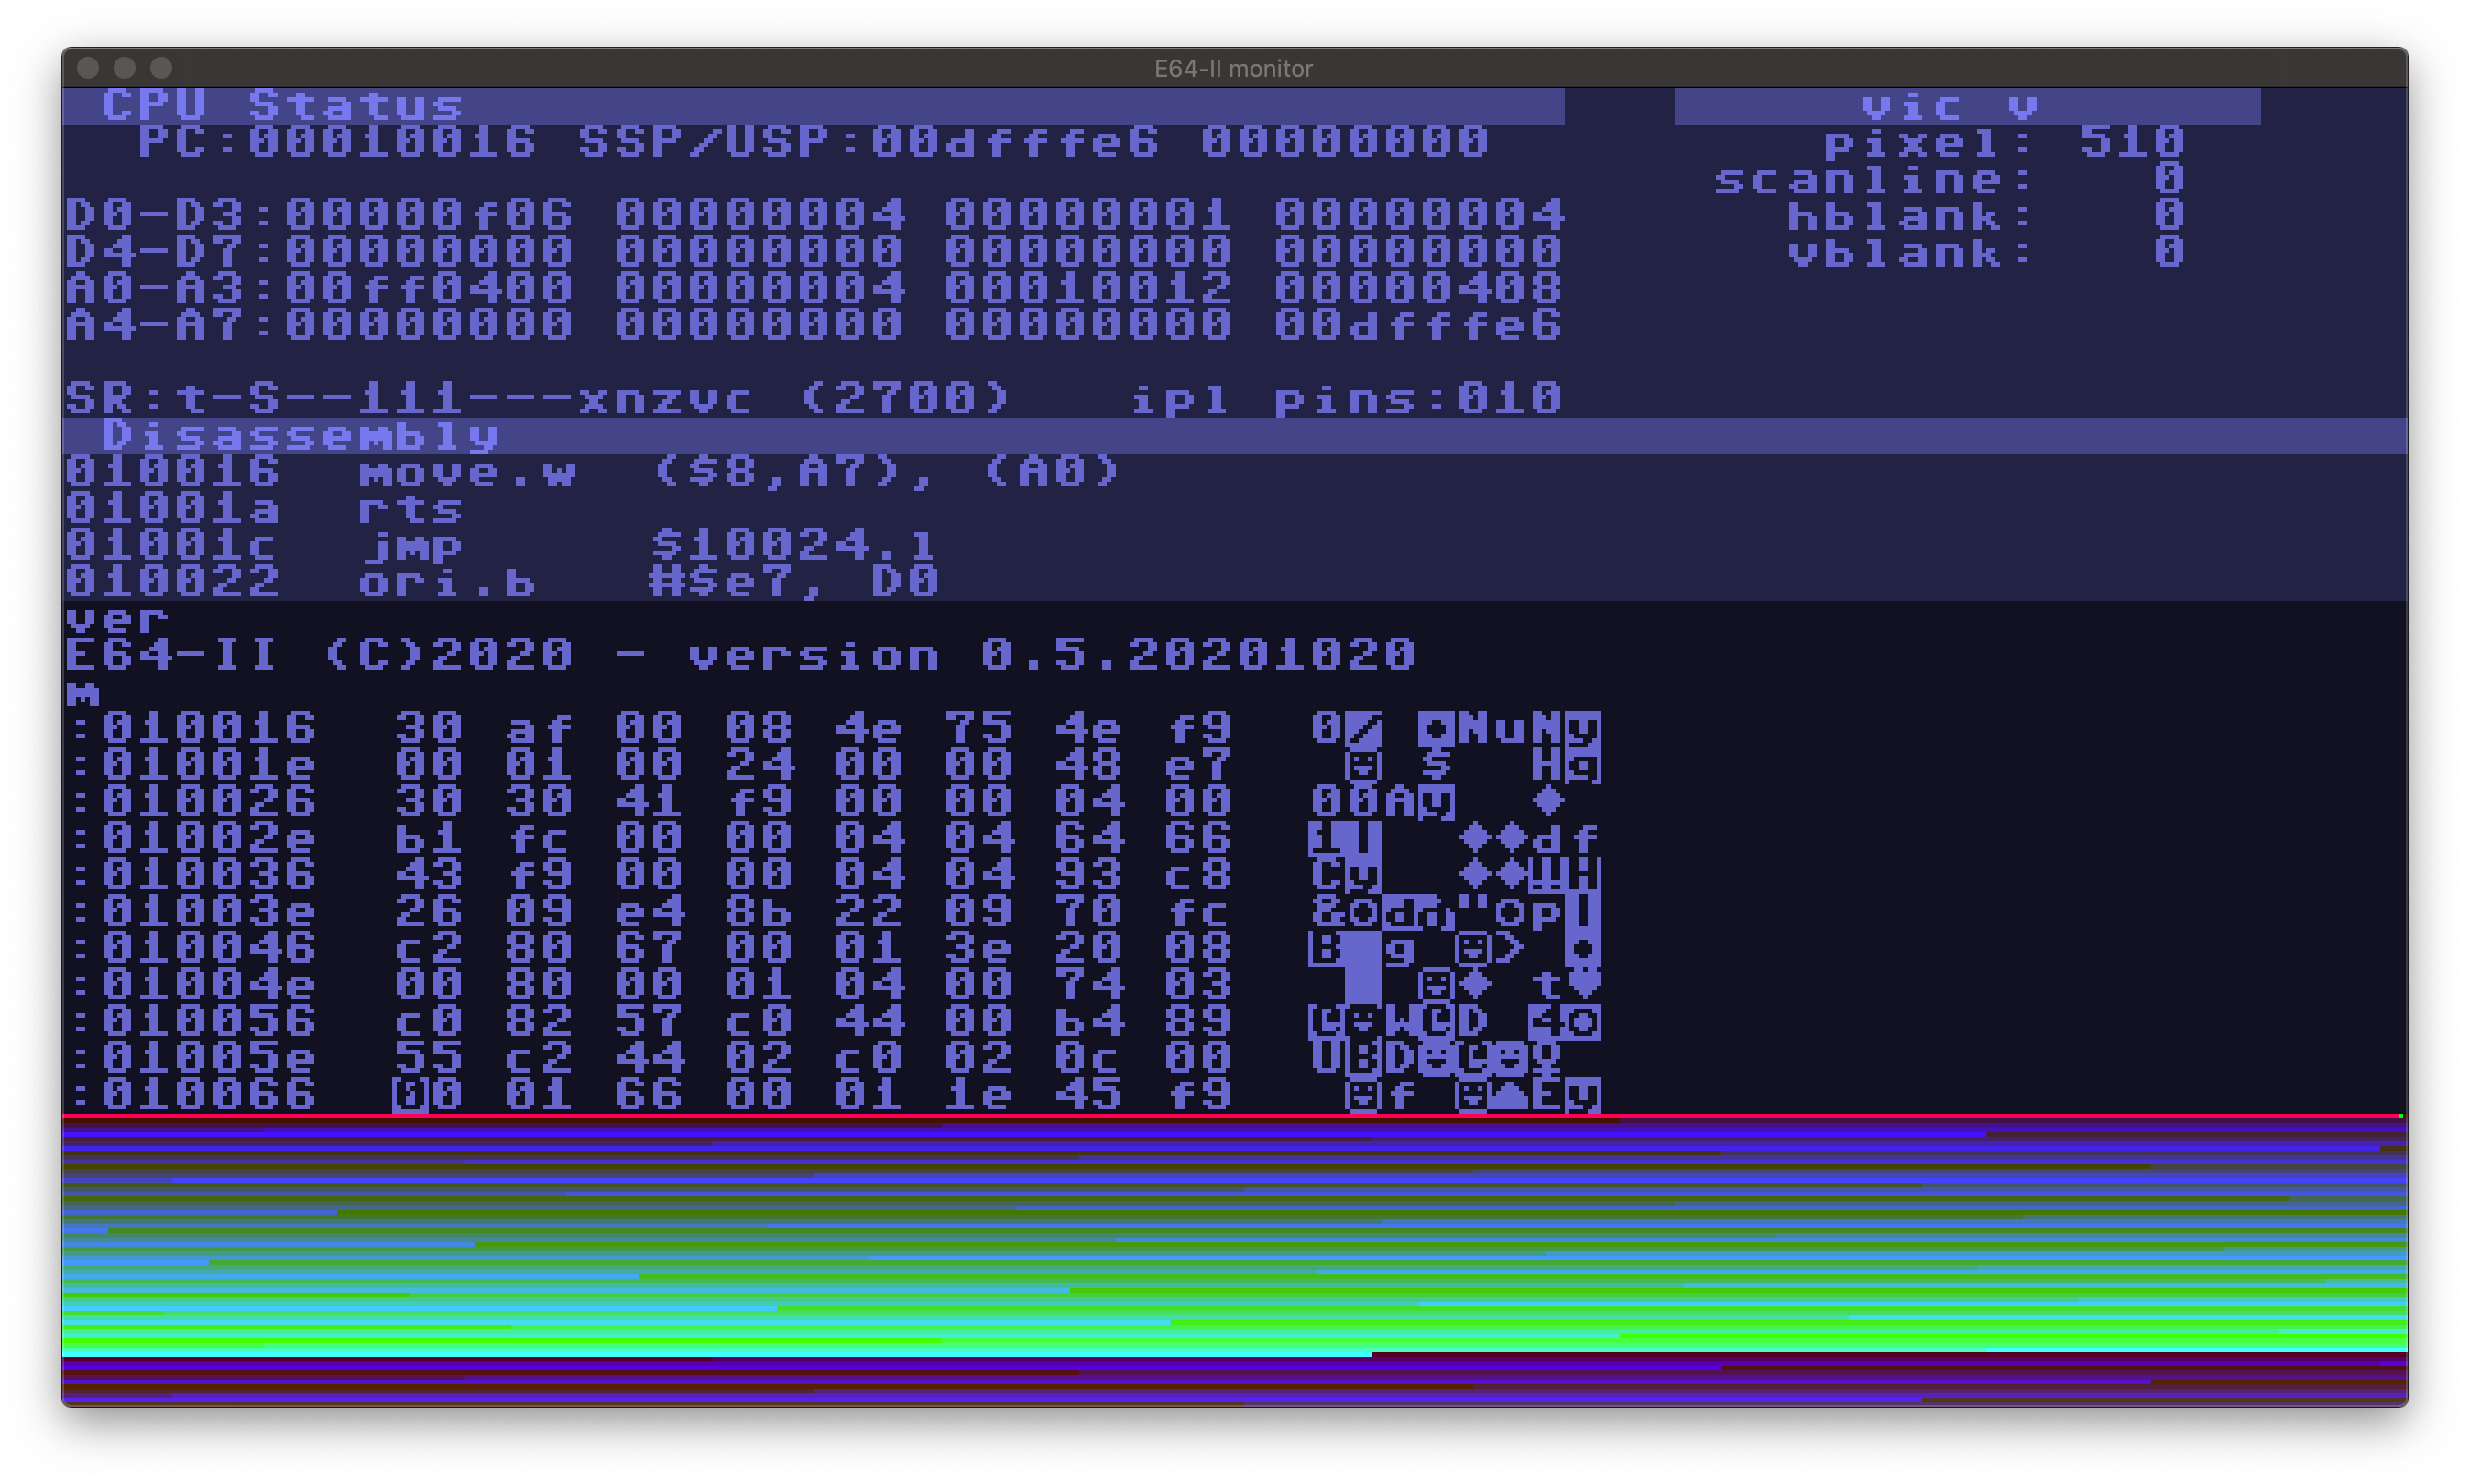 E64-II monitor
CPU Status vic v
PC:00010016 SSP/USP:00dfffe6 00000000 pixel: 510
scanline: 0
D0-D3:00000f06 00000004 00000001 00000004 hblank: 0
D4-D7:00000000 00000000 00000000 00000000 vblank: 0
A0-A3:00ff0400 00000004 00010012 00000408
A4-A7:00000000 00000000 00000000 00dfffe6
SR:t-S--111---xnzvc (2700) ipl pins:010
Disassembly
010016 move.w ($8,A7), (A0)
01001a rts
01001c jmp $10024.l
010022 ori.b #$e7, D0
ver
E64-II (C)2020 - version 0.5.20201020
m
:010016 30 af 00 08 4e 75 4e f9 0 NuN
:01001e 00 01 00 24 00 00 48 e7 $ H
:010026 30 30 41 f9 00 00 04 00 00A ♦
:01002e b1 fc 00 00 04 04 64 66 ♦♦df
:010036 43 f9 00 00 04 04 93 c8 C ♦♦
:01003e 26 09 e4 8b 22 09 70 fc &o "op
:010046 c2 80 67 00 01 3e 20 08 g >
:01004e 00 80 00 01 04 00 74 03 ♦ t♥
:010056 c0 82 57 c0 44 00 b4 89 W D
:01005e 55 c2 44 02 c0 02 0c 00 U D
:010066 00 01 66 00 01 1e 45 f9 f E